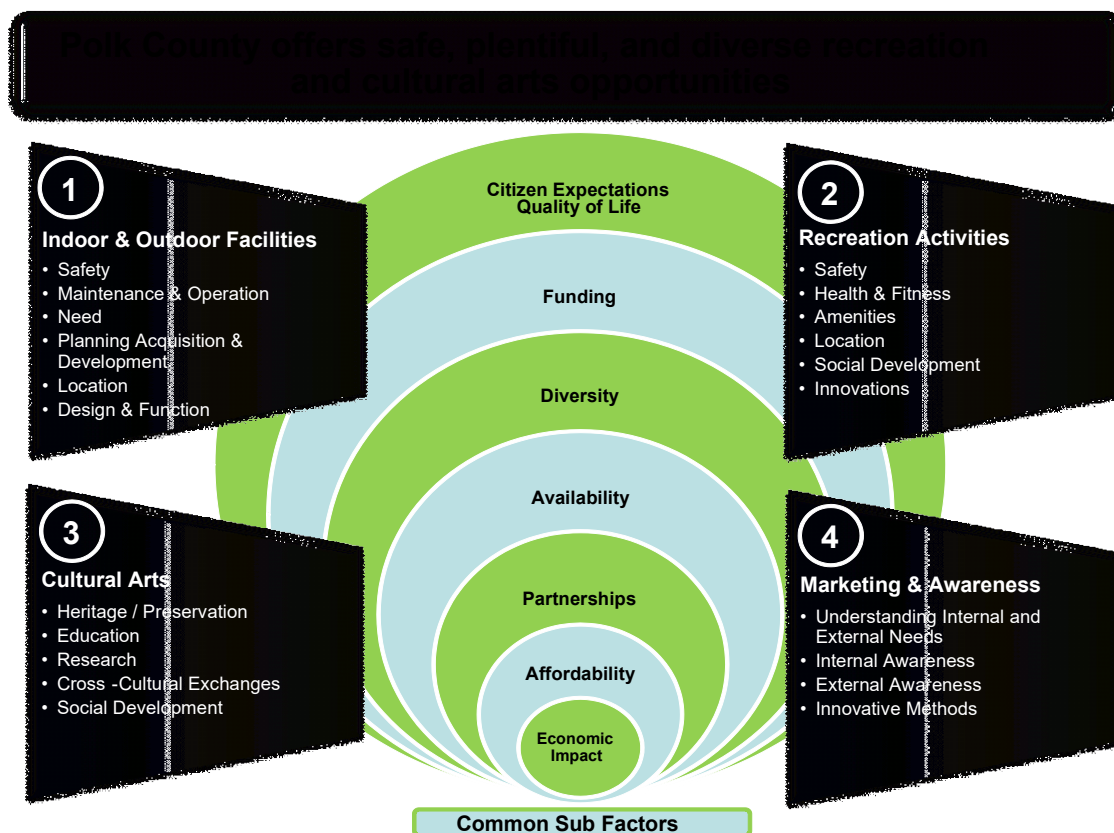 Polk County offers safe, plentiful, and diverse recreation
and cultural arts opportunities
1
Indoor & Outdoor Facilities
• Safety
• Maintenance & Operation
• Need
• Planning Acquisition &
Development
• Location
• Design & Function
Citizen Expectations
Quality of Life
Funding
Diversity
Availability
Partnerships
Affordability
Economic
Impact
Common Sub Factors
2
Recreation Activities
• Safety
• Health & Fitness
• Amenities
• Location
• Social Development
• Innovations
3
Cultural Arts
• Heritage / Preservation
• Education
• Research
• Cross -Cultural Exchanges
• Social Development
4
Marketing & Awareness
• Understanding Internal and
External Needs
• Internal Awareness
• External Awareness
• Innovative Methods